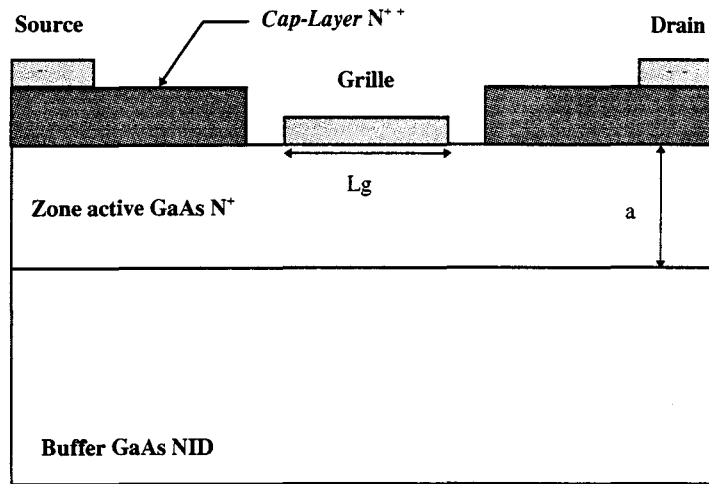 Source
Cap-Layer N++
Drain
Grille
Lg
Zone active GaAs N+
a
Buffer GaAs NID